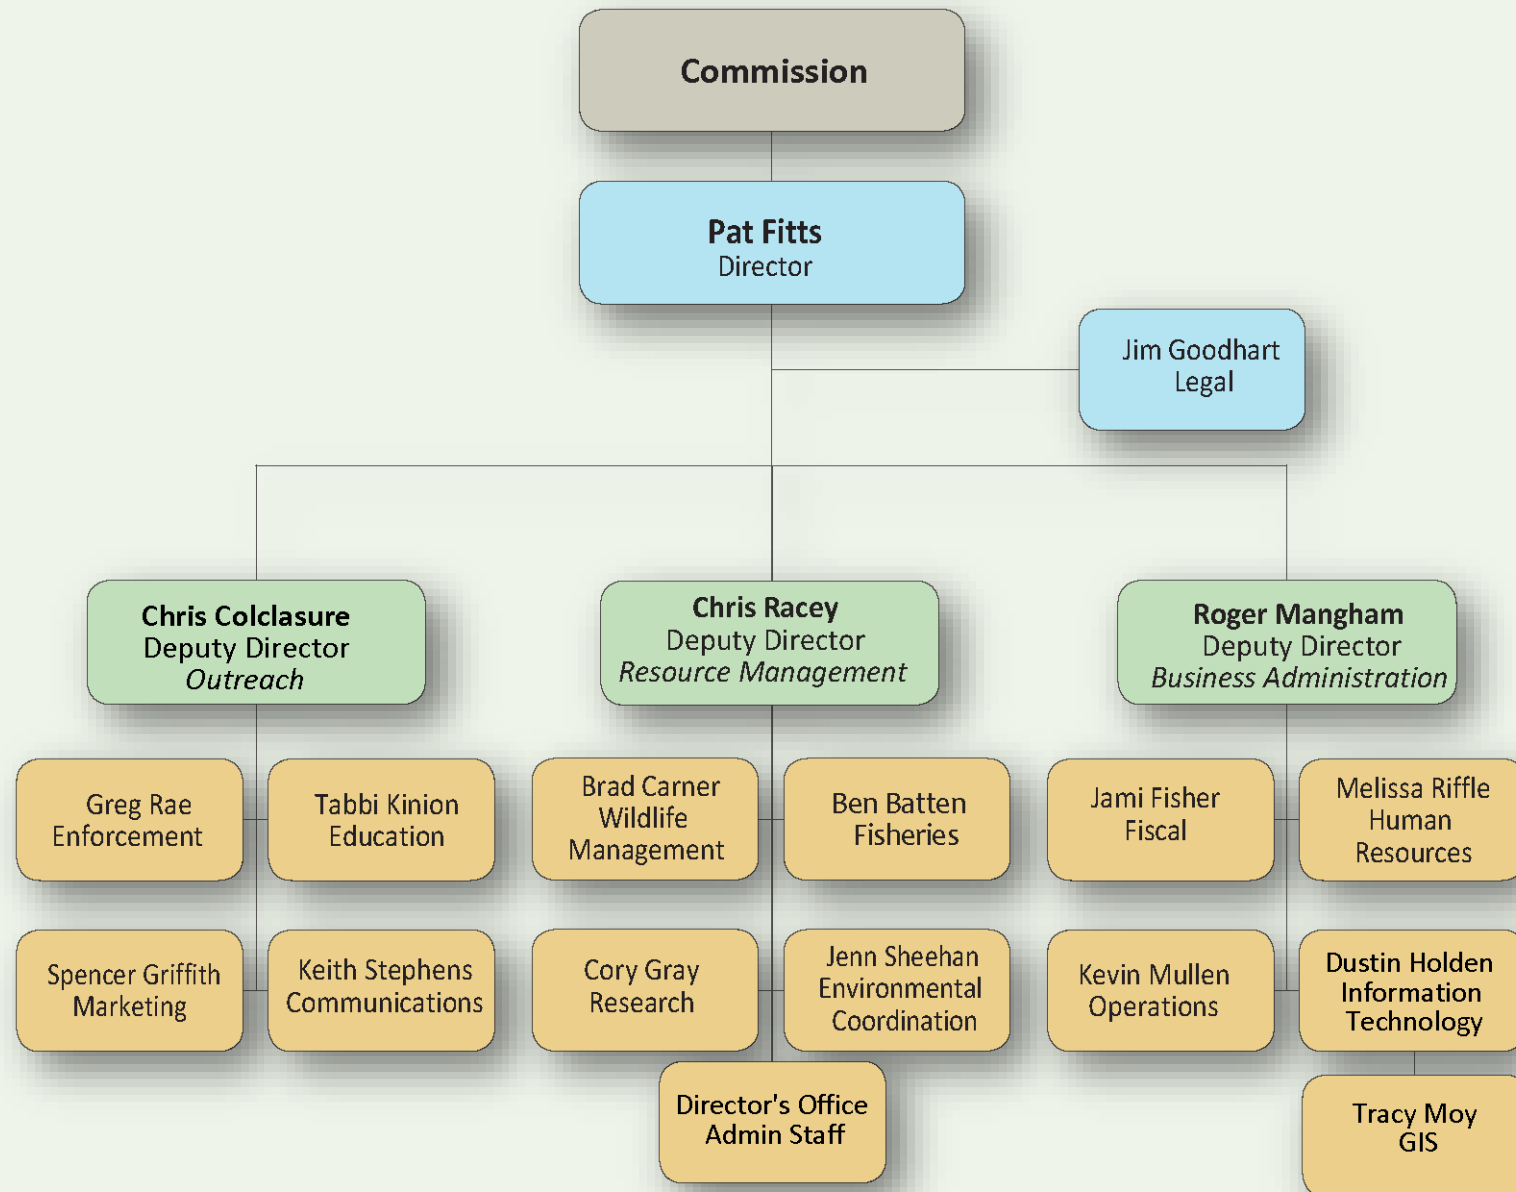 Commission
Pat Fitts
Director
Jim Goodhart
Legal
Chris Colclasure
Deputy Director
Outreach
Chris Racey
Deputy Director
Resource Management
Roger Mangham
Deputy Director
Business Administration
Greg Rae
Enforcement
Tabbi Kinion
Education
Brad Carner
Wildlife
Management
Ben Batten
Fisheries
Jami Fisher
Fiscal
Melissa Riffle
Human
Resources
Spencer Griffith
Marketing
Keith Stephens
Communications
Cory Gray
Research
Jenn Sheehan
Environmental
Coordination
Kevin Mullen
Operations
Dustin Holden
Information
Technology
Director's Office
Admin Staff
Tracy Moy
GIS